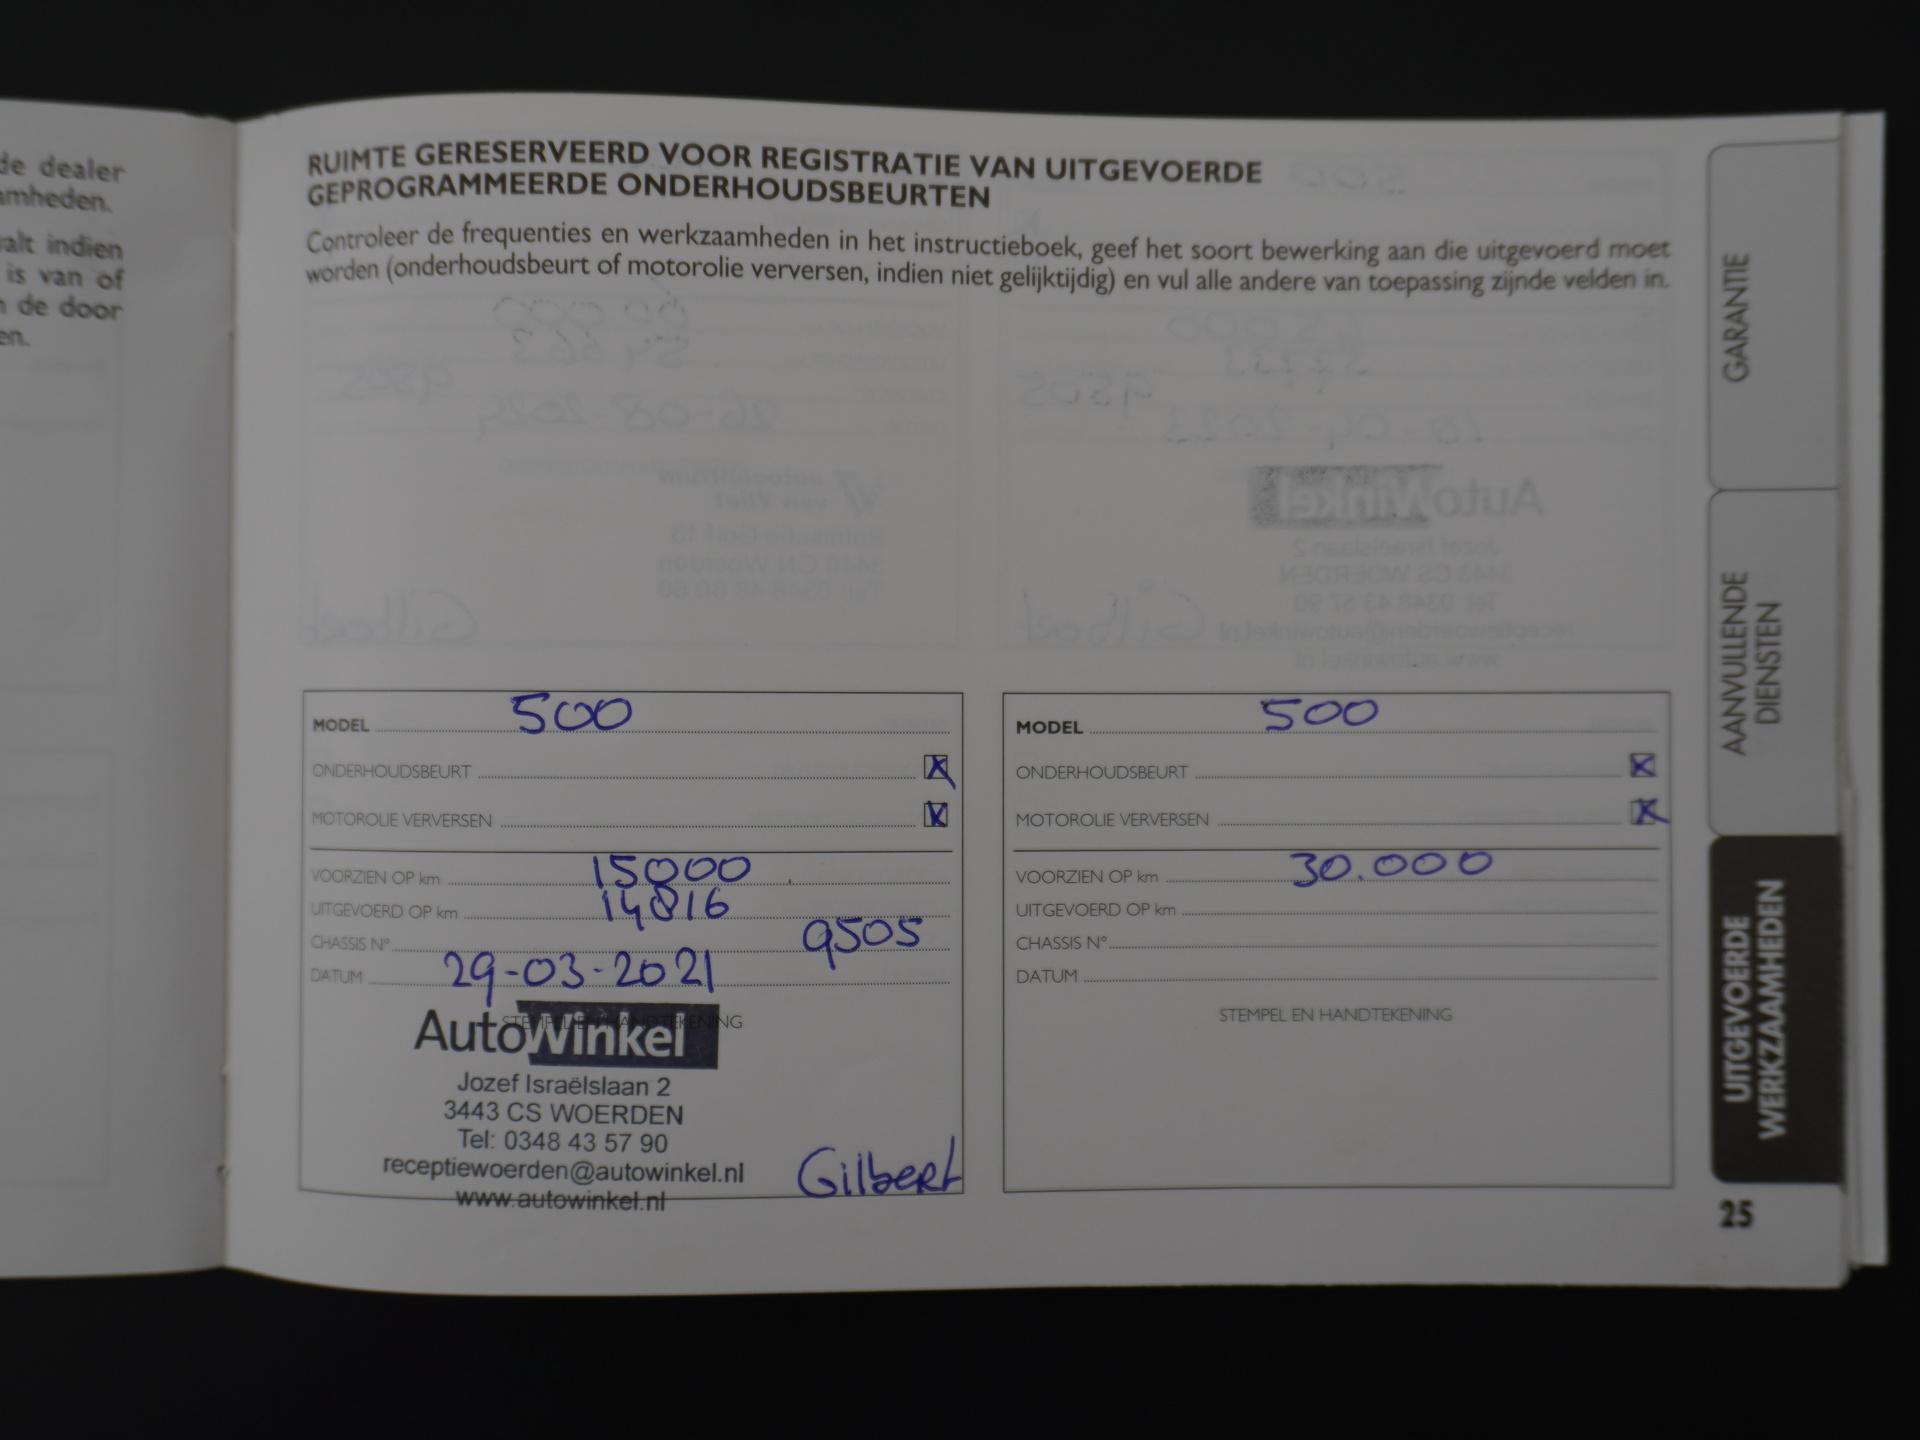 de dealer
amheden.
valt indien
is van of
n de door
en.
RUIMTE GERESERVEERD VOOR REGISTRATIE VAN UITGEVOERDE
GEPROGRAMMEERDE ONDERHOUDSBEURTEN
Controleer de frequenties en werkzaamheden in het instructieboek, geef het soort bewerking aan die uitgevoerd moet
worden (onderhoudsbeurt of motorolie verversen, indien niet gelijktijdig) en vul alle andere van toepassing zijnde velden in.
MODEL 500
ONDERHOUDSBEURT X
MOTOROLIE VERVERSEN X
VOORZIEN OP km 15000
UITGEVOERD OP km 14816
CHASSIS N° 9505
DATUM 29-03-2021
STEMPEL EN HANDTEKENING
AutoWinkel
Jozef Israëlslaan 2
3443 CS WOERDEN
Tel: 0348 43 57 90
receptiewoerden@autowinkel.nl
www.autowinkel.nl
Gilbert
MODEL 500
ONDERHOUDSBEURT X
MOTOROLIE VERVERSEN X
VOORZIEN OP km 30.000
UITGEVOERD OP km
CHASSIS N°
DATUM
STEMPEL EN HANDTEKENING
GARANTIE
AANVULLENDE
DIENSTEN
UITGEVOERDE
WERKZAAMHEDEN
25